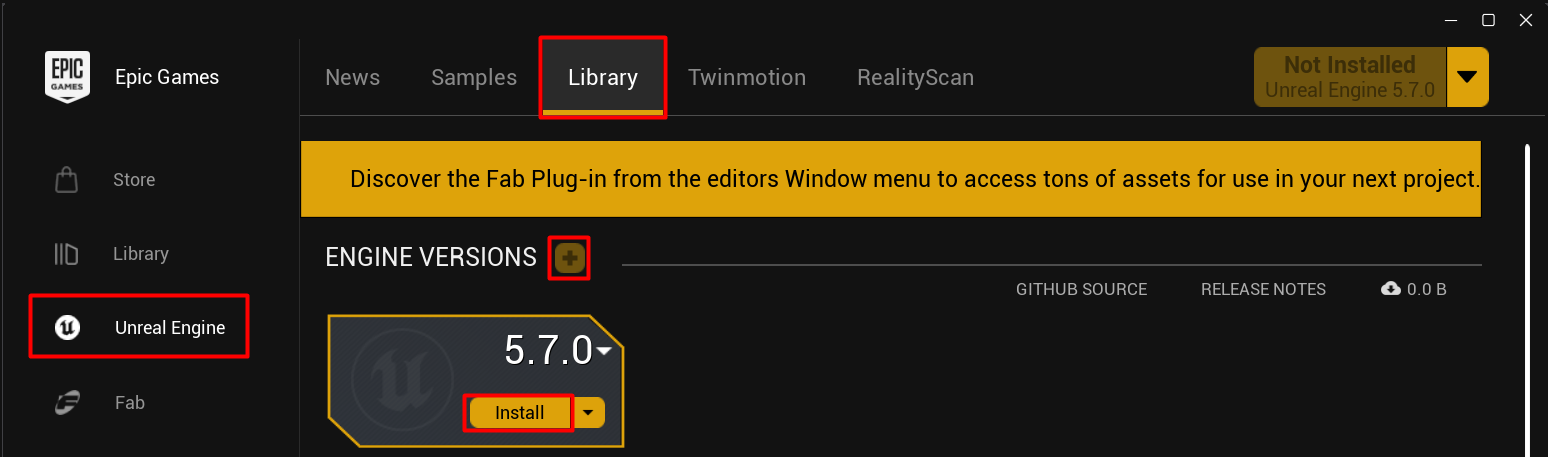 EPIC
GAMES
Epic Games
News
Samples
Library
Twinmotion
RealityScan
Not Installed
Unreal Engine 5.7.0
Store
Library
Unreal Engine
Fab
Discover the Fab Plug-in from the editors Window menu to access tons of assets for use in your next project.
ENGINE VERSIONS
GITHUB SOURCE
RELEASE NOTES
0.0 B
5.7.0
Install